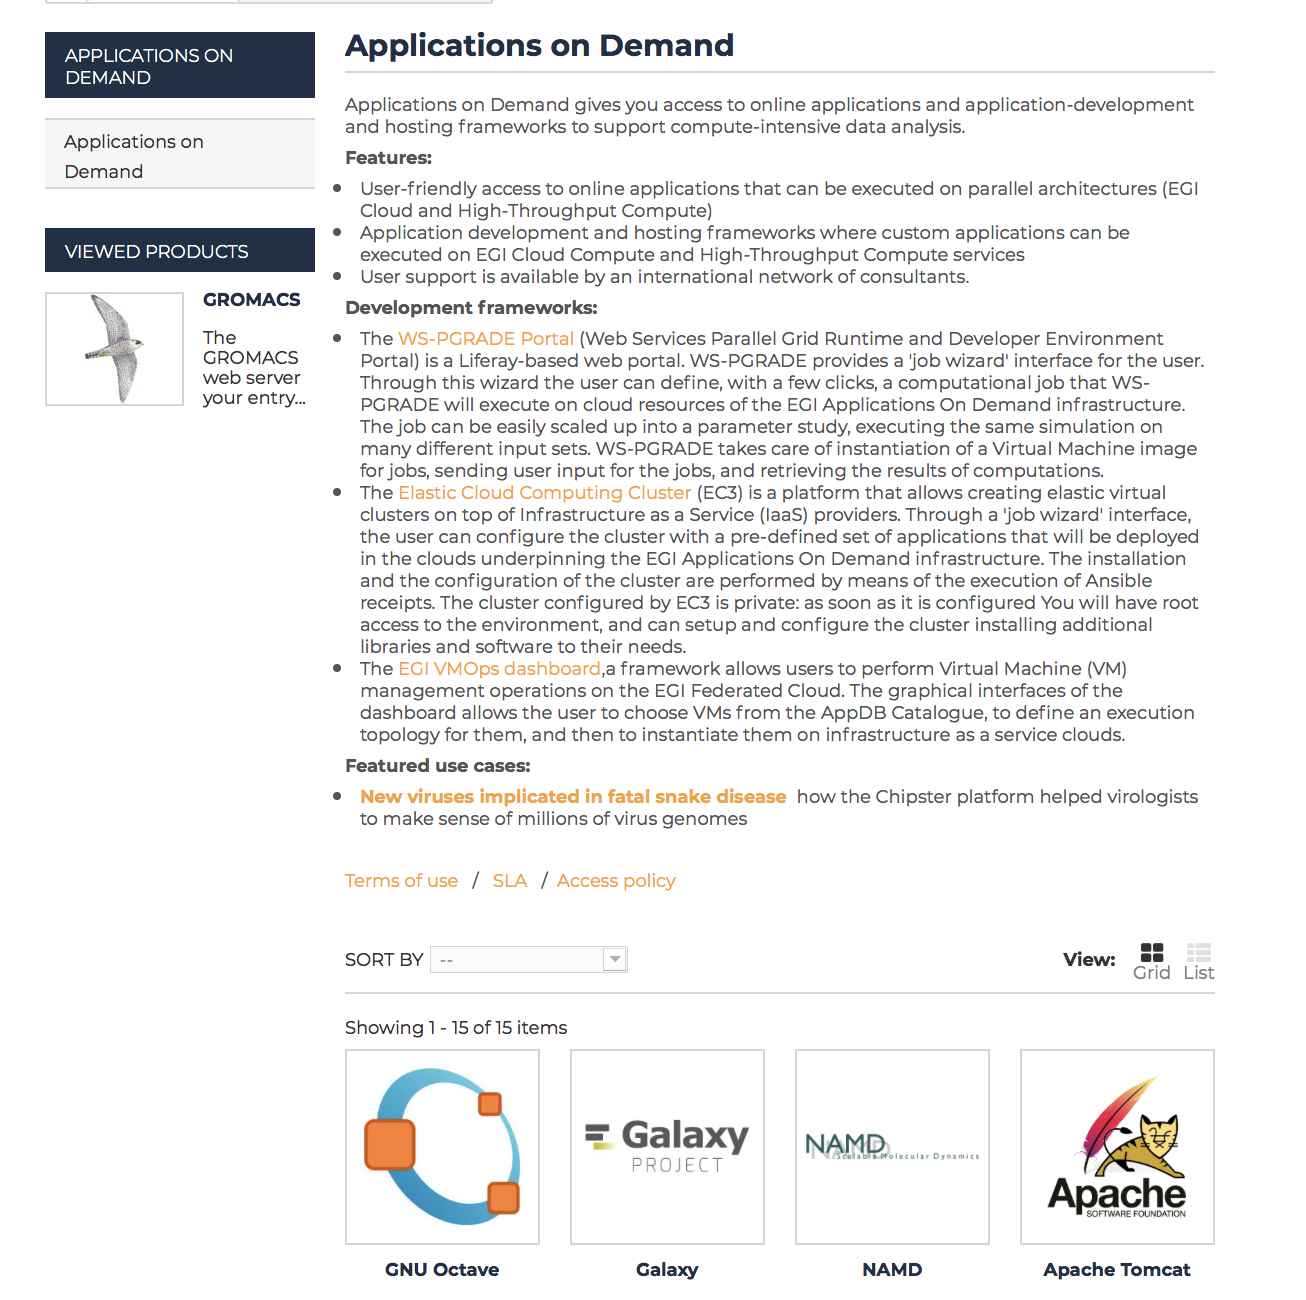 APPLICATIONS ON
DEMAND
Applications on
Demand
VIEWED PRODUCTS
GROMACS
The
GROMACS
web server
your entry...
Applications on Demand
Applications on Demand gives you access to online applications and application-development
and hosting frameworks to support compute-intensive data analysis.
Features:
User-friendly access to online applications that can be executed on parallel architectures (EGI
Cloud and High-Throughput Compute)
Application development and hosting frameworks where custom applications can be
executed on EGI Cloud Compute and High-Throughput Compute services
User support is available by an international network of consultants.
Development frameworks:
The WS-PGRADE Portal (Web Services Parallel Grid Runtime and Developer Environment
Portal) is a Liferay-based web portal. WS-PGRADE provides a 'job wizard' interface for the user.
Through this wizard the user can define, with a few clicks, a computational job that WS-
PGRADE will execute on cloud resources of the EGI Applications On Demand infrastructure.
The job can be easily scaled up into a parameter study, executing the same simulation on
many different input sets. WS-PGRADE takes care of instantiation of a Virtual Machine image
for jobs, sending user input for the jobs, and retrieving the results of computations.
The Elastic Cloud Computing Cluster (EC3) is a platform that allows creating elastic virtual
clusters on top of Infrastructure as a Service (IaaS) providers. Through a 'job wizard' interface,
the user can configure the cluster with a pre-defined set of applications that will be deployed
in the clouds underpinning the EGI Applications On Demand infrastructure. The installation
and the configuration of the cluster are performed by means of the execution of Ansible
receipts. The cluster configured by EC3 is private: as soon as it is configured You will have root
access to the environment, and can setup and configure the cluster installing additional
libraries and software to their needs.
The EGI VMOps dashboard,a framework allows users to perform Virtual Machine (VM)
management operations on the EGI Federated Cloud. The graphical interfaces of the
dashboard allows the user to choose VMs from the AppDB Catalogue, to define an execution
topology for them, and then to instantiate them on infrastructure as a service clouds.
Featured use cases:
New viruses implicated in fatal snake disease how the Chipster platform helped virologists
to make sense of millions of virus genomes
Terms of use / SLA / Access policy
SORT BY --
View: Grid List
Showing 1 - 15 of 15 items
Galaxy
PROJECT
NAMD
Scalable Molecular Dynamics
Apache
SOFTWARE FOUNDATION
GNU Octave
Galaxy
NAMD
Apache Tomcat